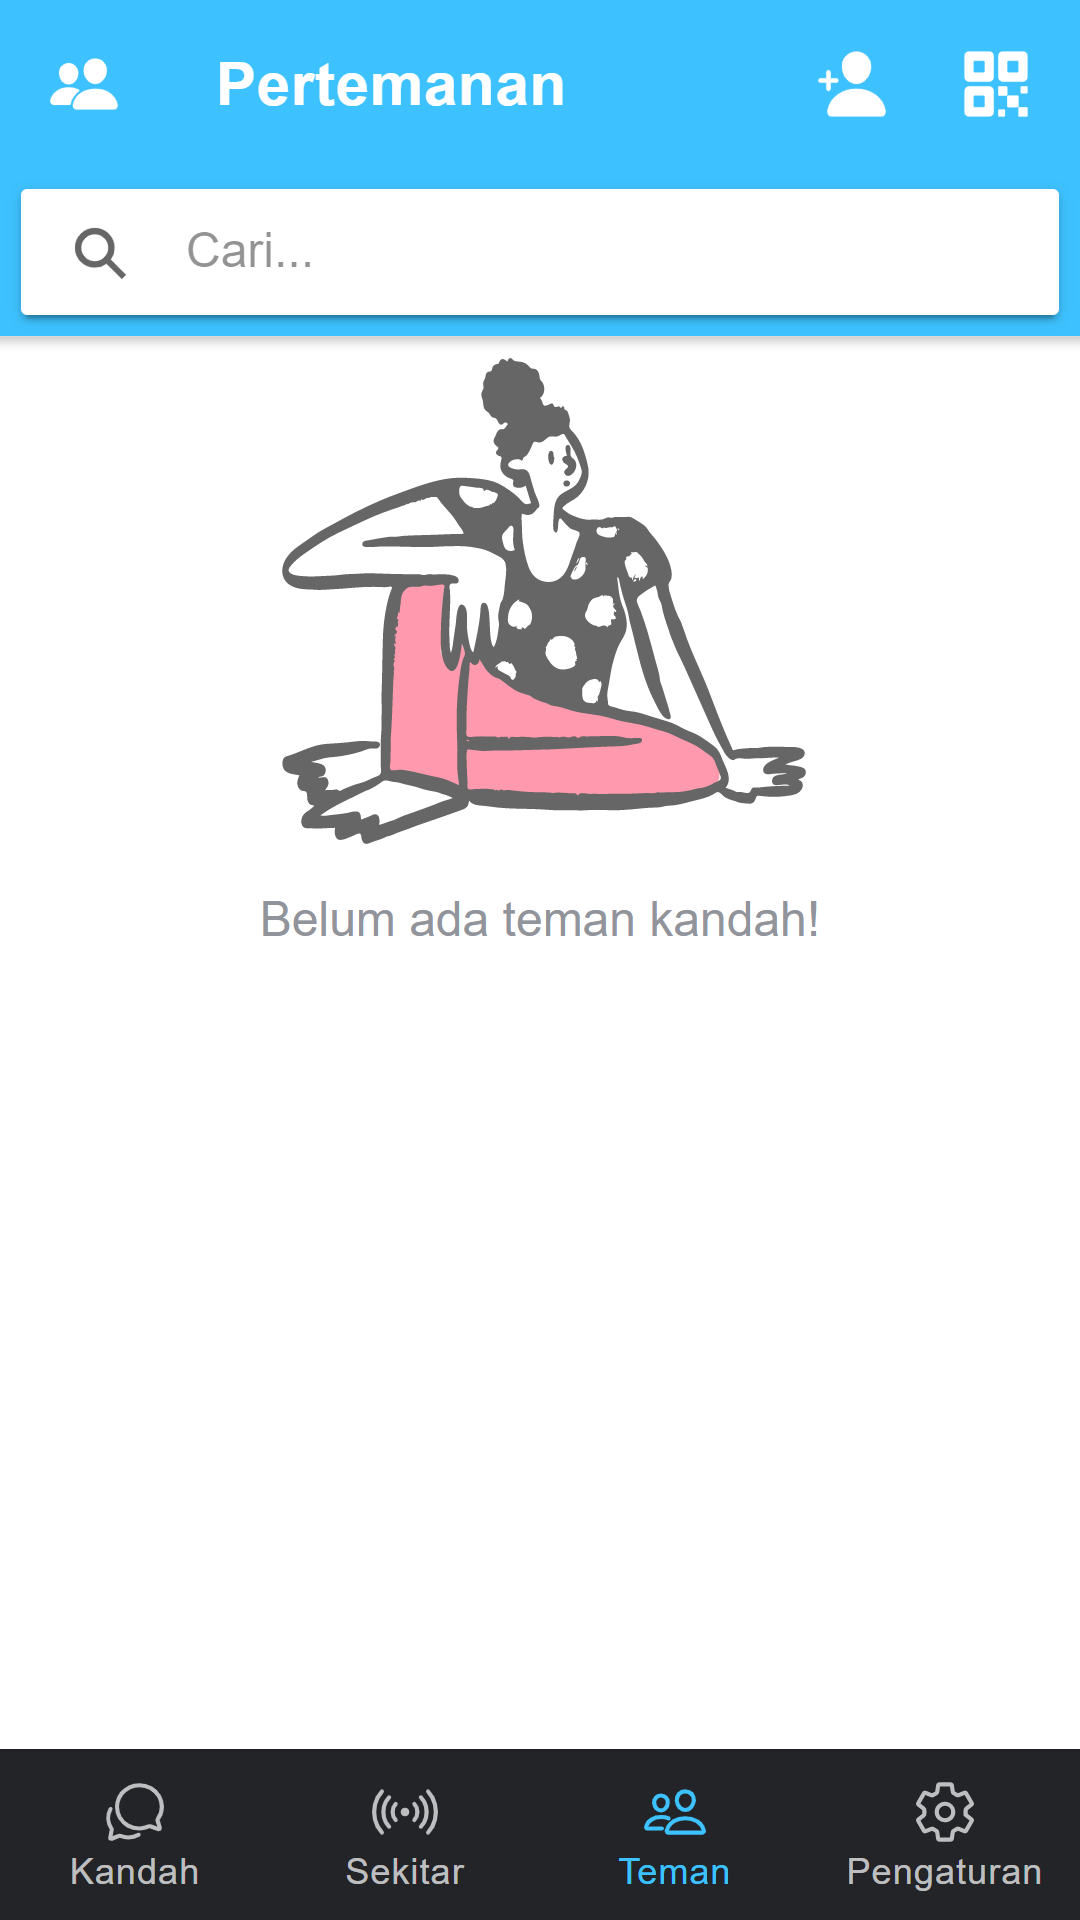 Pertemanan
Cari...
Belum ada teman kandah!
Kandah
Sekitar
Teman
Pengaturan